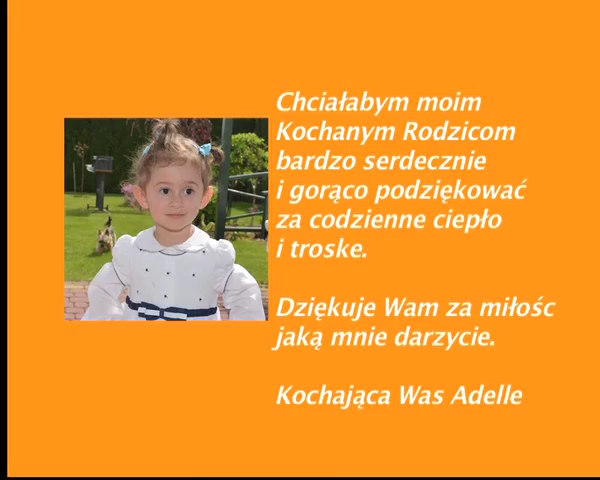 Chciałabym moim
Kochanym Rodzicom
bardzo serdecznie
i gorąco podziękować
za codzienne ciepło
i troske.
Dziękuje Wam za miłośc
jaką mnie darzycie.
Kochająca Was Adelle